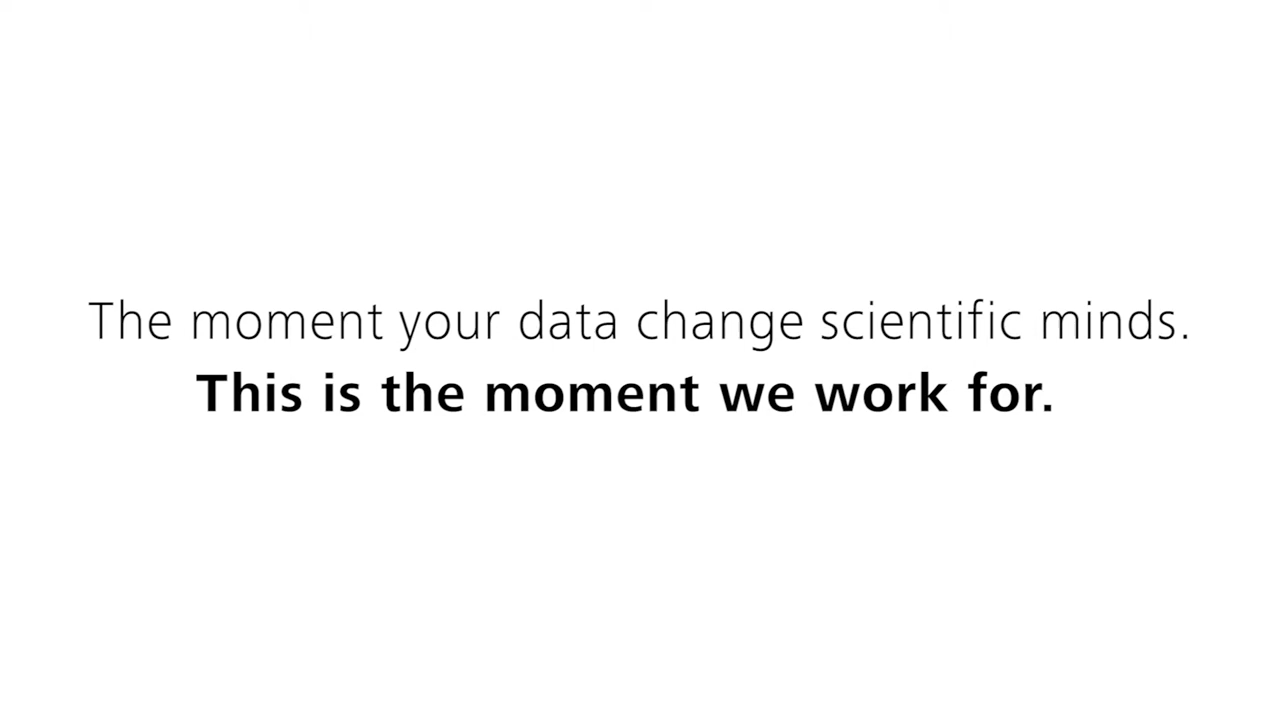 The moment your data change scientific minds.
This is the moment we work for.